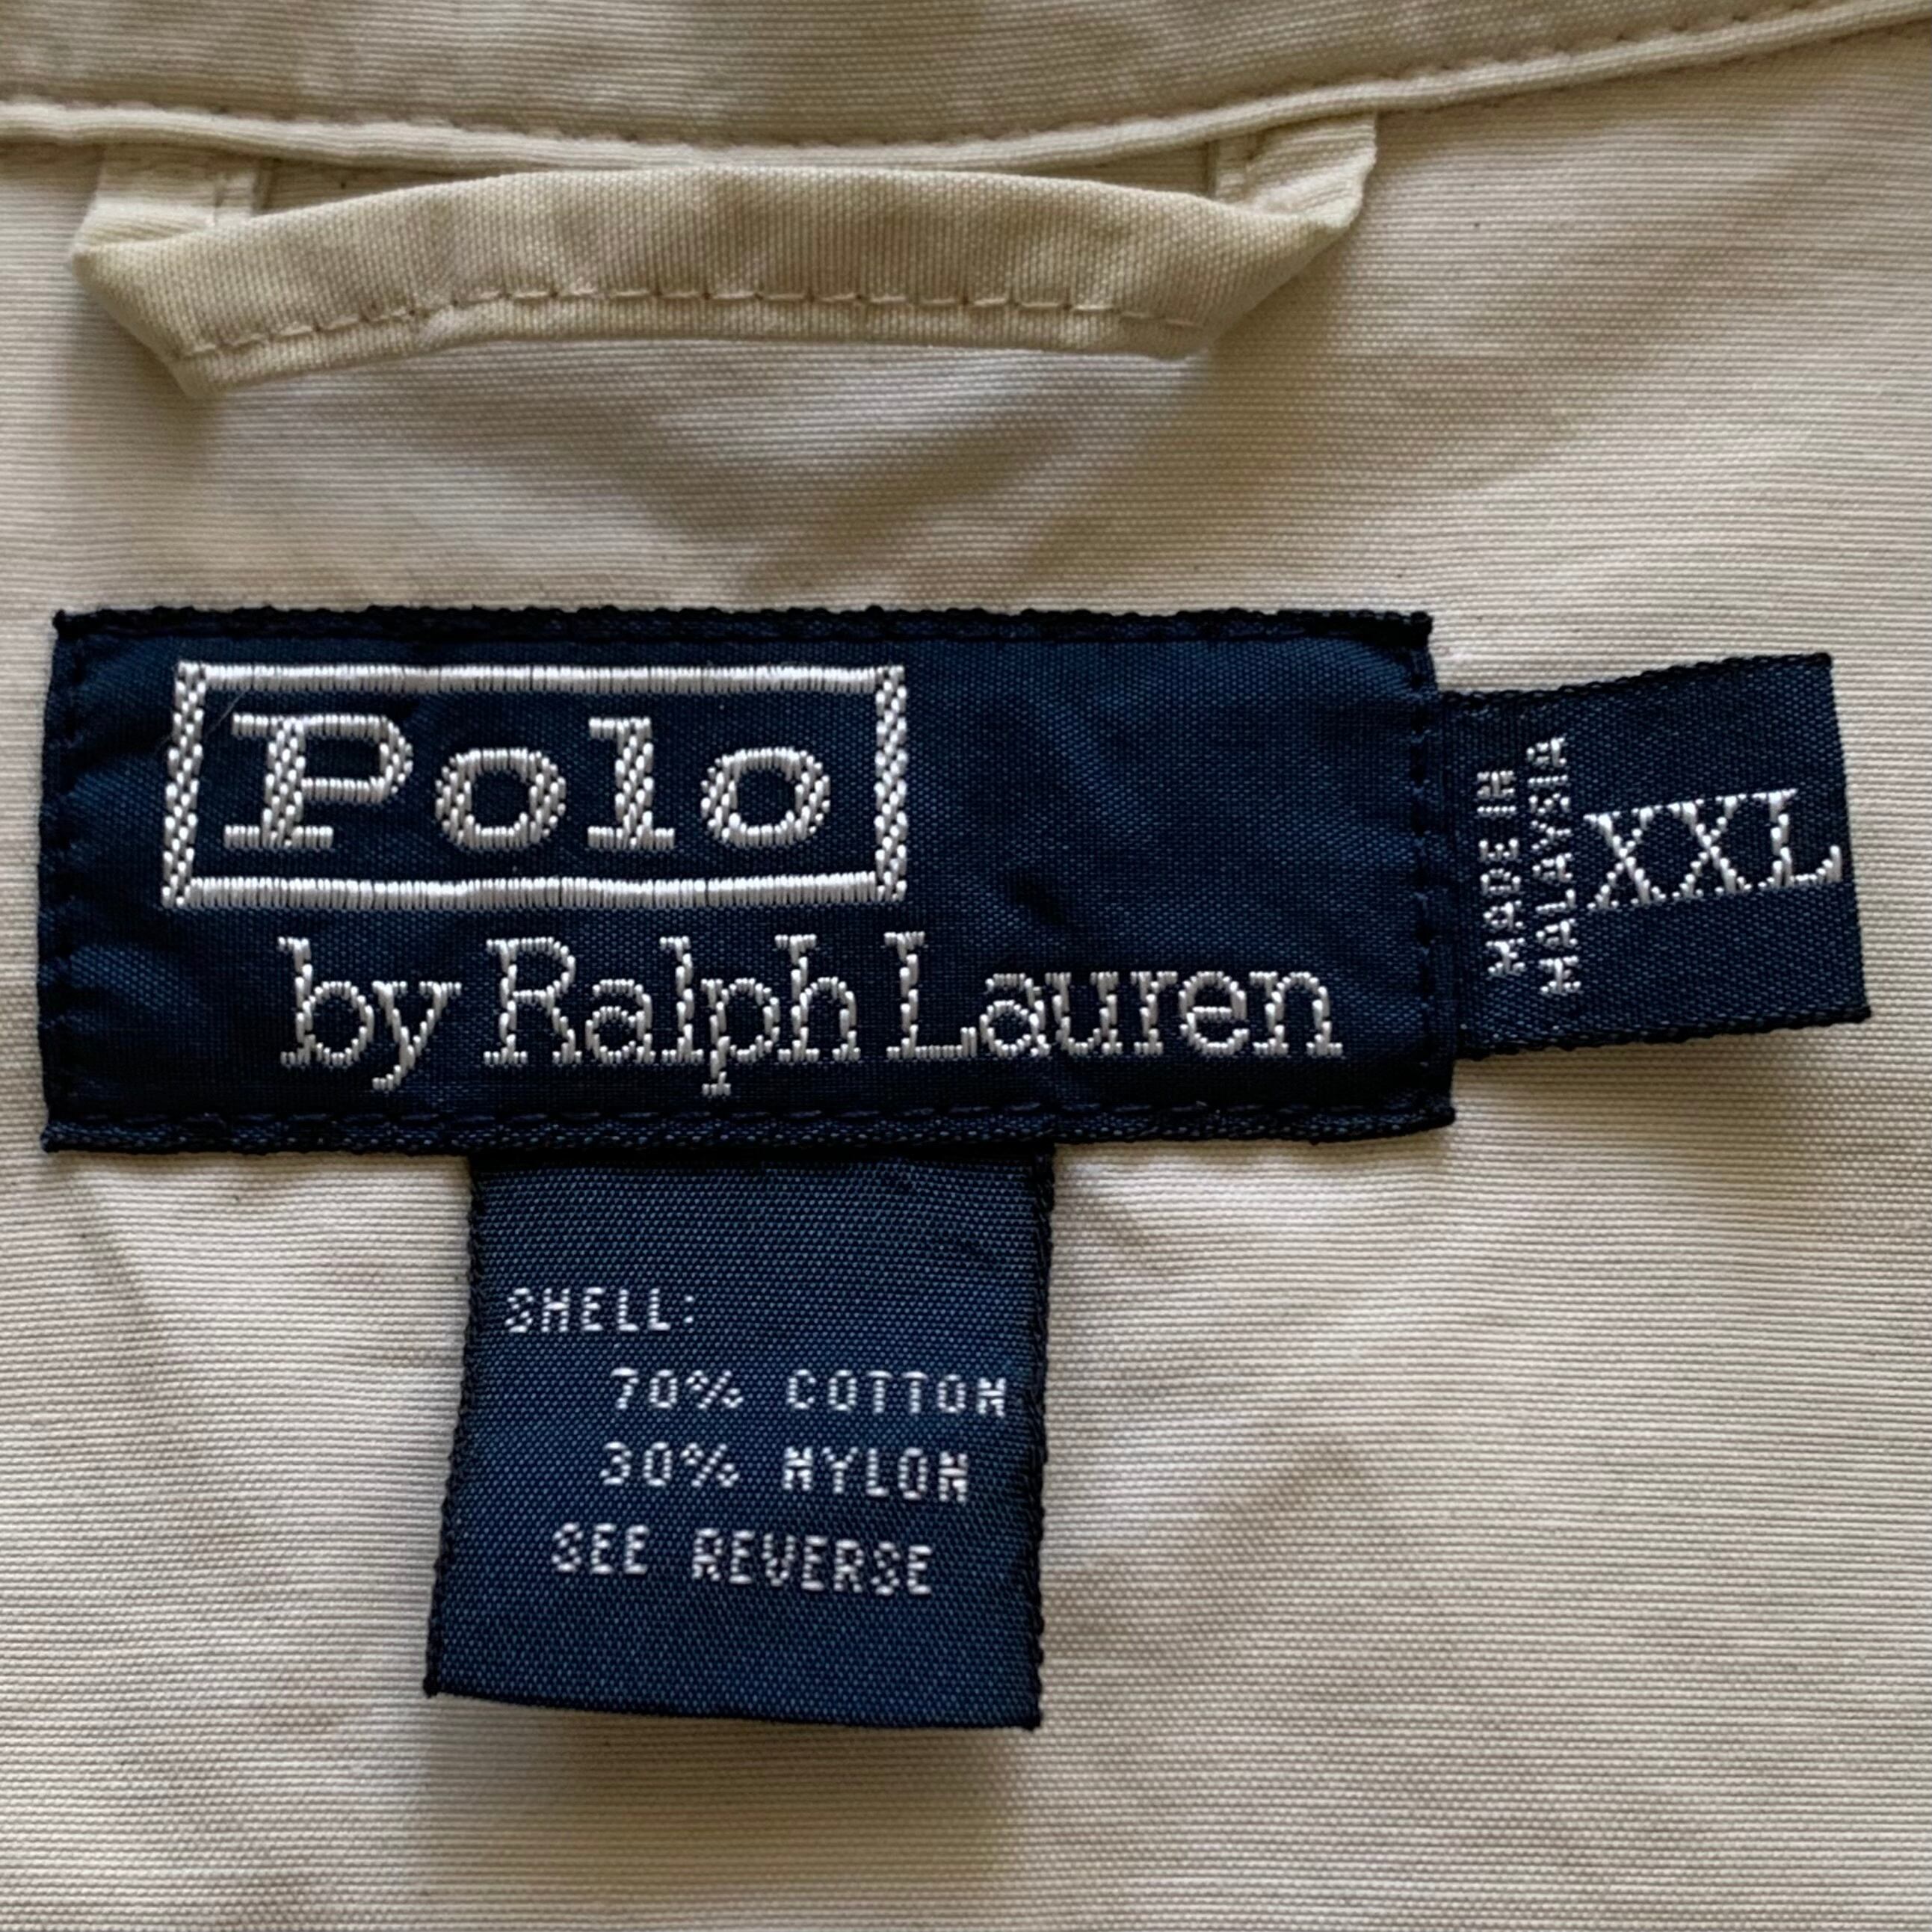 Polo
by Ralph Lauren
MADE IN
MALAYSIA
XXL
SHELL:
70% COTTON
30% NYLON
SEE REVERSE